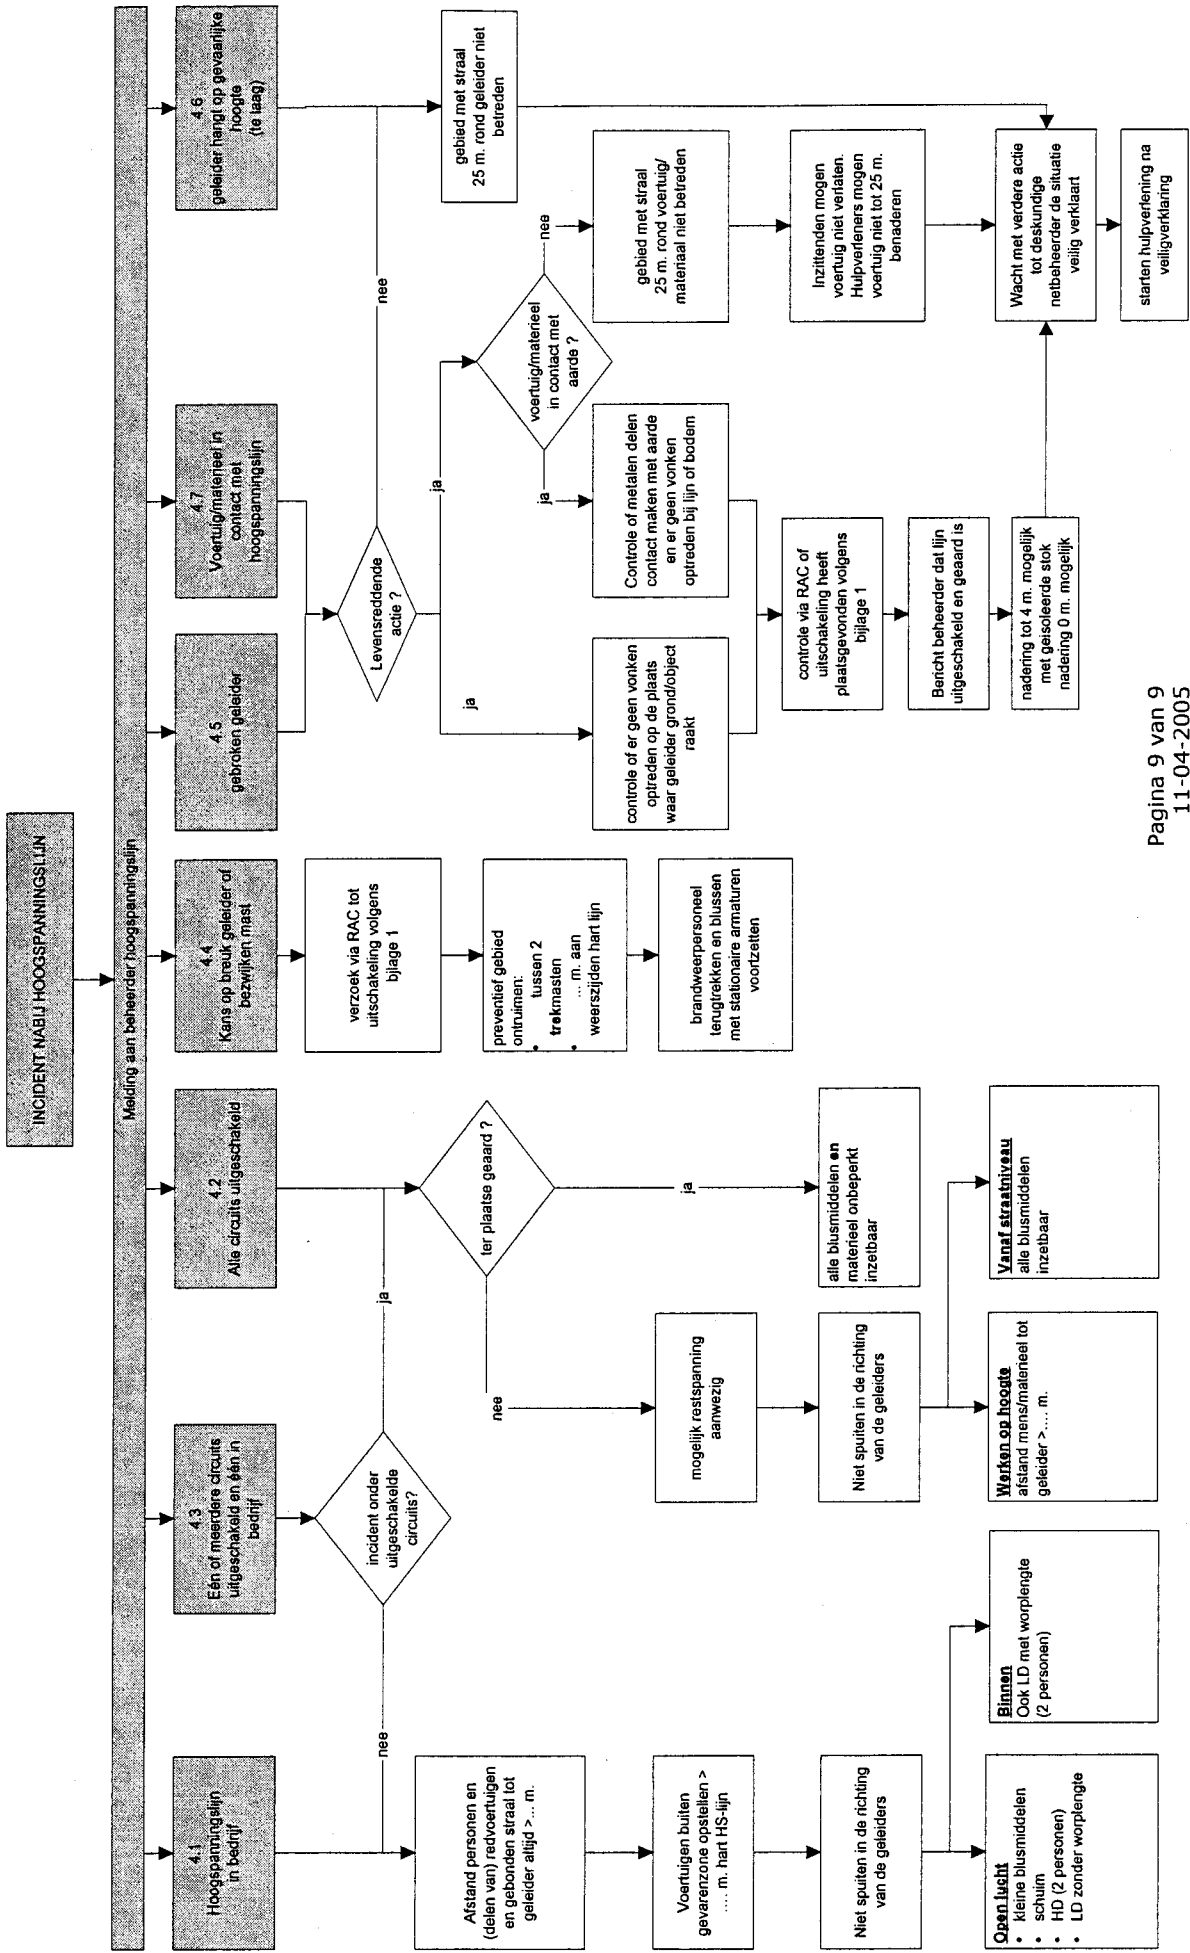 INCIDENT NABIJ HOOGSPANNINGSLIJN
Melding aan beheerder hoogspanningslijn
4.1
Hoogspanningslijn
in bedrijf
4.3
Eén of meerdere circuits
uitgeschakeld en één in
bedrijf
4.2
Alle circuits uitgeschakeld
4.4
Kans op breuk geleider of
bezwijken mast
4.5
gebroken geleider
4.7
Voertuig/materieel in
contact met
hoogspanningslijn
4.6
geleider hangt op gevaarlijke
hoogte
(te laag)
incident onder
uitgeschakelde
circuits?
nee
ja
Afstand personen en
(delen van) redvoertuigen
en gebonden straal tot
geleider altijd > ... m.
Voertuigen buiten
gevarenzone opstellen >
.... m. hart HS-lijn
Niet spuiten in de richting
van de geleiders
Open lucht
• kleine blusmiddelen
• schuim
• HD (2 personen)
• LD zonder worplengte
Binnen
Ook LD met worplengte
(2 personen)
ter plaatse geaard ?
nee
ja
mogelijk restspanning
aanwezig
Niet spuiten in de richting
van de geleiders
Werken op hoogte
afstand mens/materieel tot
geleider >.... m.
Vanaf straatniveau
alle blusmiddelen
inzetbaar
alle blusmiddelen en
materieel onbeperkt
inzetbaar
verzoek via RAC tot
uitschakeling volgens
bijlage 1
preventief gebied
ontruimen:
• tussen 2
trekmasten
• ... m. aan
weerszijden hart lijn
brandweerpersoneel
terugtrekken en blussen
met stationaire armaturen
voortzetten
Levensreddende
actie ?
ja
ja
nee
controle of er geen vonken
optreden op de plaats
waar geleider grond/object
raakt
voertuig/materieel
in contact met
aarde ?
ja
nee
Controle of metalen delen
contact maken met aarde
en er geen vonken
optreden bij lijn of bodem
controle via RAC of
uitschakeling heeft
plaatsgevonden volgens
bijlage 1
Bericht beheerder dat lijn
uitgeschakeld en geaard is
nadering tot 4 m. mogelijk
met geisoleerde stok
nadering 0 m. mogelijk
gebied met straal
25 m. rond voertuig/
materiaal niet betreden
Inzittenden mogen
voertuig niet verlaten.
Hulpverleners mogen
voertuig niet tot 25 m.
benaderen
gebied met straal
25 m. rond geleider niet
betreden
Wacht met verdere actie
tot deskundige
netbeheerder de situatie
veilig verklaart
starten hulpverlening na
veiligverklaring
Pagina 9 van 9
11-04-2005